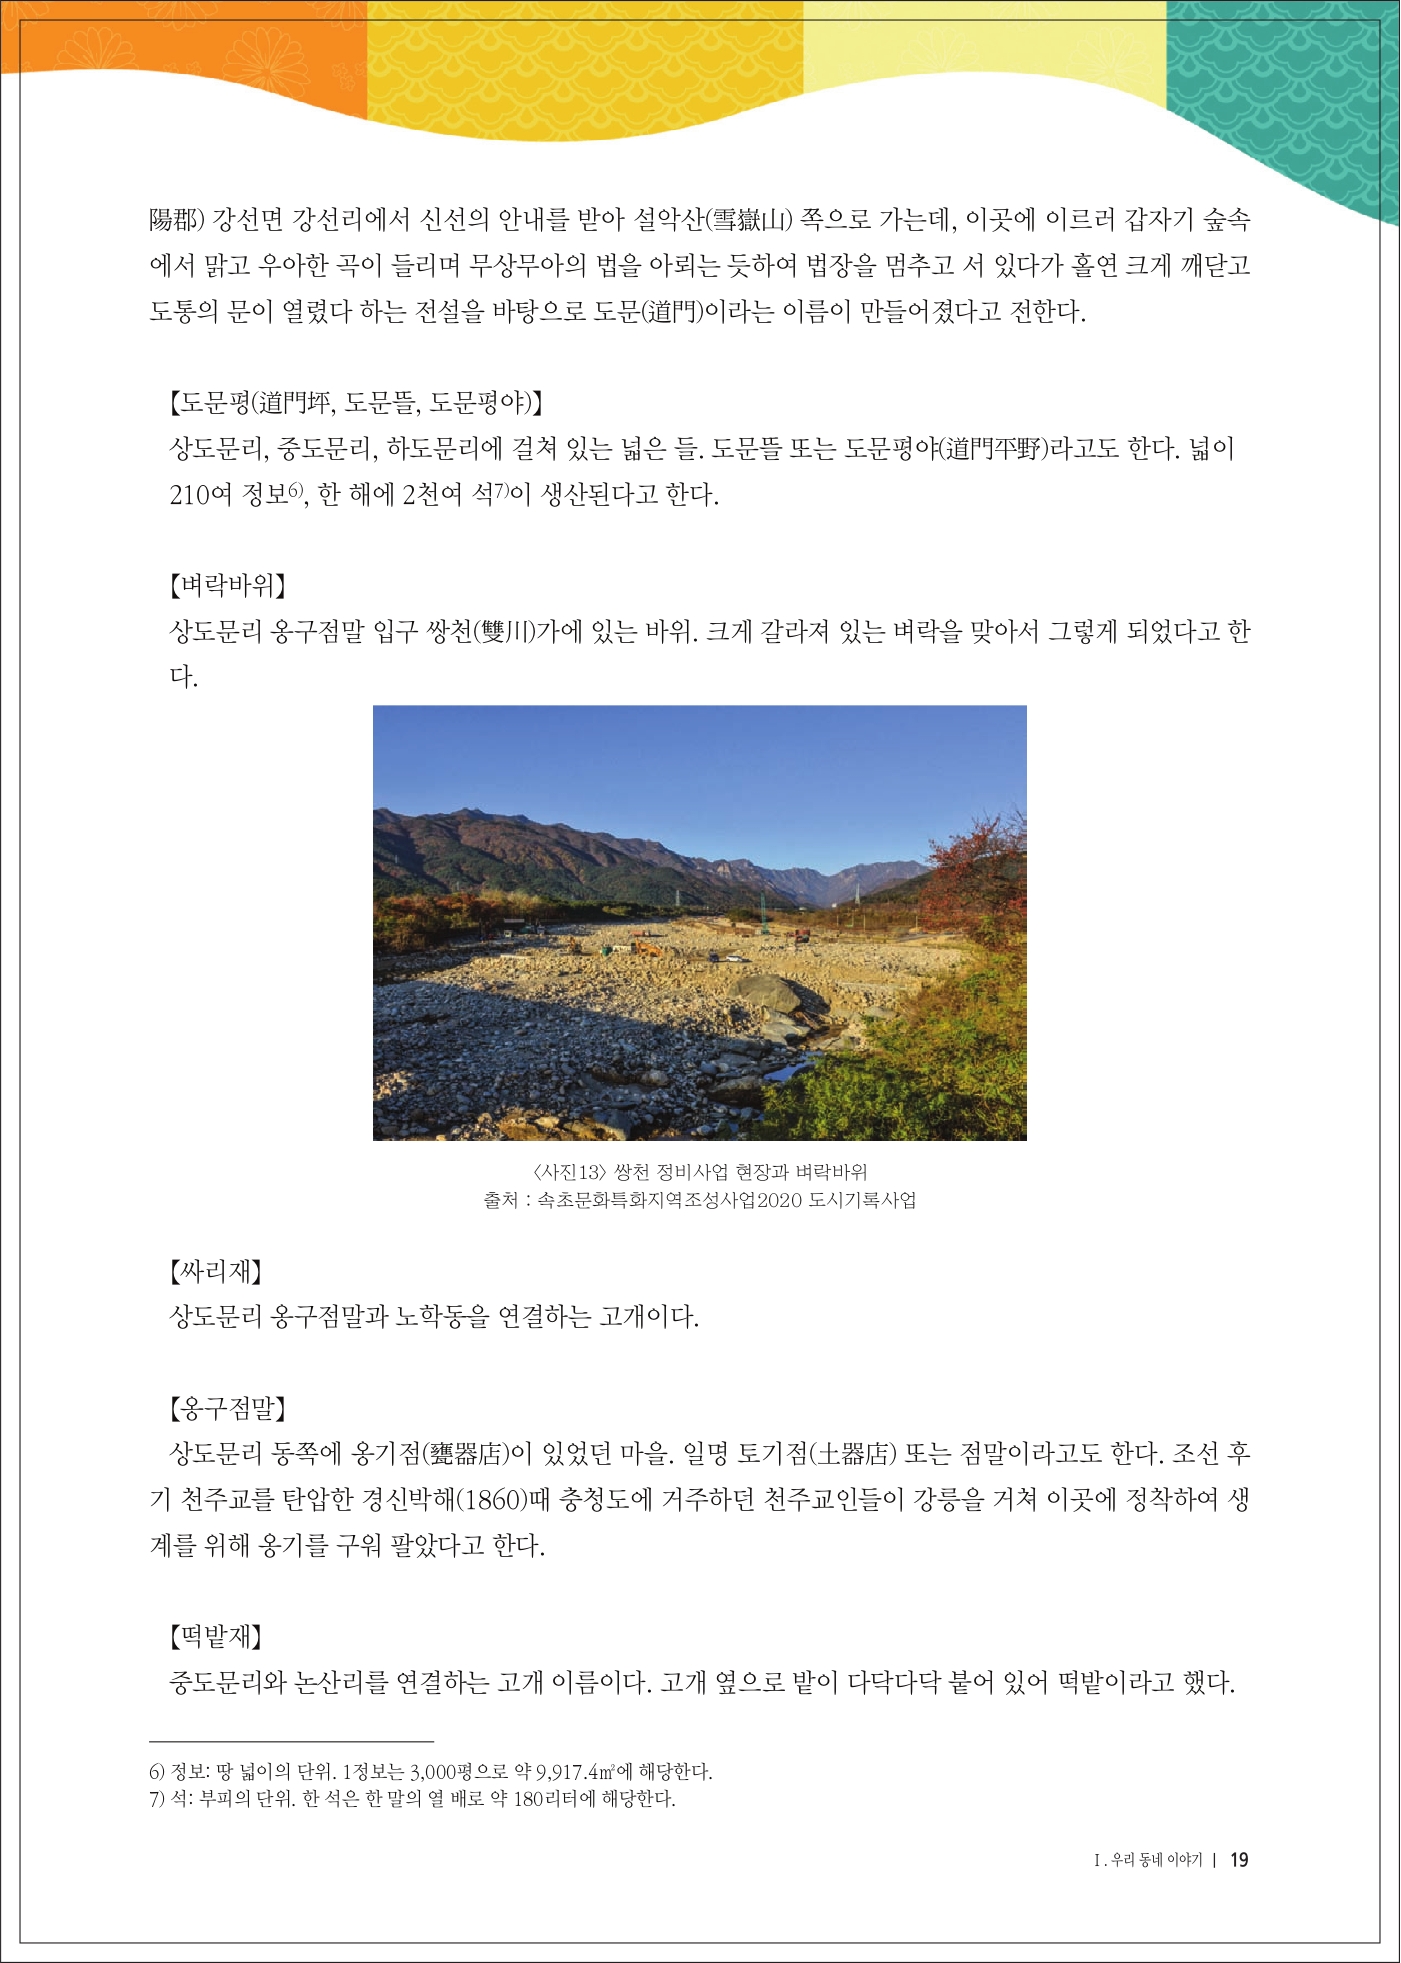 陽郡) 강선면 강선리에서 신선의 안내를 받아 설악산(雪嶽山) 쪽으로 가는데, 이곳에 이르러 갑자기 숲속
에서 맑고 우아한 곡이 들리며 무상무아의 법을 아뢰는 듯하여 법장을 멈추고 서 있다가 홀연 크게 깨닫고
도통의 문이 열렸다 하는 전설을 바탕으로 도문(道門)이라는 이름이 만들어졌다고 전한다.
【도문평(道門坪, 도문뜰, 도문평야)】
상도문리, 중도문리, 하도문리에 걸쳐 있는 넓은 들. 도문뜰 또는 도문평야(道門平野)라고도 한다. 넓이
210여 정보6), 한 해에 2천여 석7)이 생산된다고 한다.
【벼락바위】
상도문리 옹구점말 입구 쌍천(雙川)가에 있는 바위. 크게 갈라져 있는 벼락을 맞아서 그렇게 되었다고 한
다.
〈사진13〉 쌍천 정비사업 현장과 벼락바위
출처 : 속초문화특화지역조성사업2020 도시기록사업
【싸리재】
상도문리 옹구점말과 노학동을 연결하는 고개이다.
【옹구점말】
상도문리 동쪽에 옹기점(甕器店)이 있었던 마을. 일명 토기점(土器店) 또는 점말이라고도 한다. 조선 후
기 천주교를 탄압한 경신박해(1860)때 충청도에 거주하던 천주교인들이 강릉을 거쳐 이곳에 정착하여 생
계를 위해 옹기를 구워 팔았다고 한다.
【떡밭재】
중도문리와 논산리를 연결하는 고개 이름이다. 고개 옆으로 밭이 다닥다닥 붙어 있어 떡밭이라고 했다.
6) 정보: 땅 넓이의 단위. 1정보는 3,000평으로 약 9,917.4㎡에 해당한다.
7) 석: 부피의 단위. 한 석은 한 말의 열 배로 약 180리터에 해당한다.
Ⅰ. 우리 동네 이야기 | 19